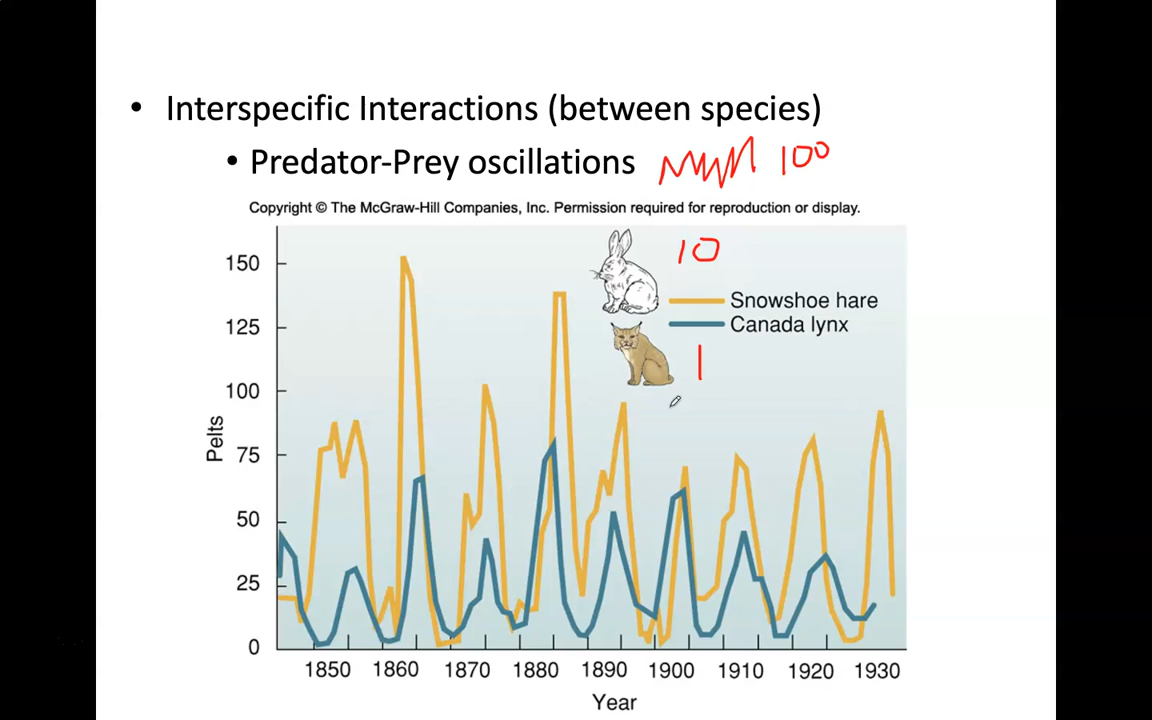 • Interspecific Interactions (between species)
• Predator-Prey oscillations 100
Copyright © The McGraw-Hill Companies, Inc. Permission required for reproduction or display.
10
Snowshoe hare
Canada lynx
1
150
125
100
75
50
25
0
Pelts
1850 1860 1870 1880 1890 1900 1910 1920 1930
Year